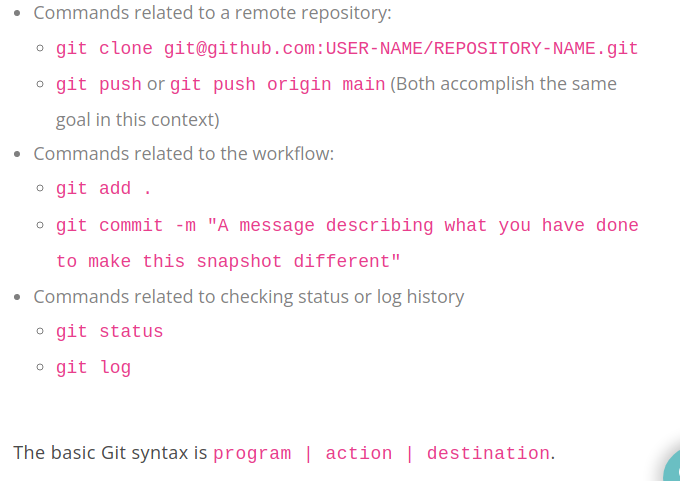 Commands related to a remote repository:
git clone git@github.com:USER-NAME/REPOSITORY-NAME.git
git push or git push origin main (Both accomplish the same
goal in this context)
Commands related to the workflow:
git add .
git commit -m "A message describing what you have done
to make this snapshot different"
Commands related to checking status or log history
git status
git log
The basic Git syntax is program | action | destination.